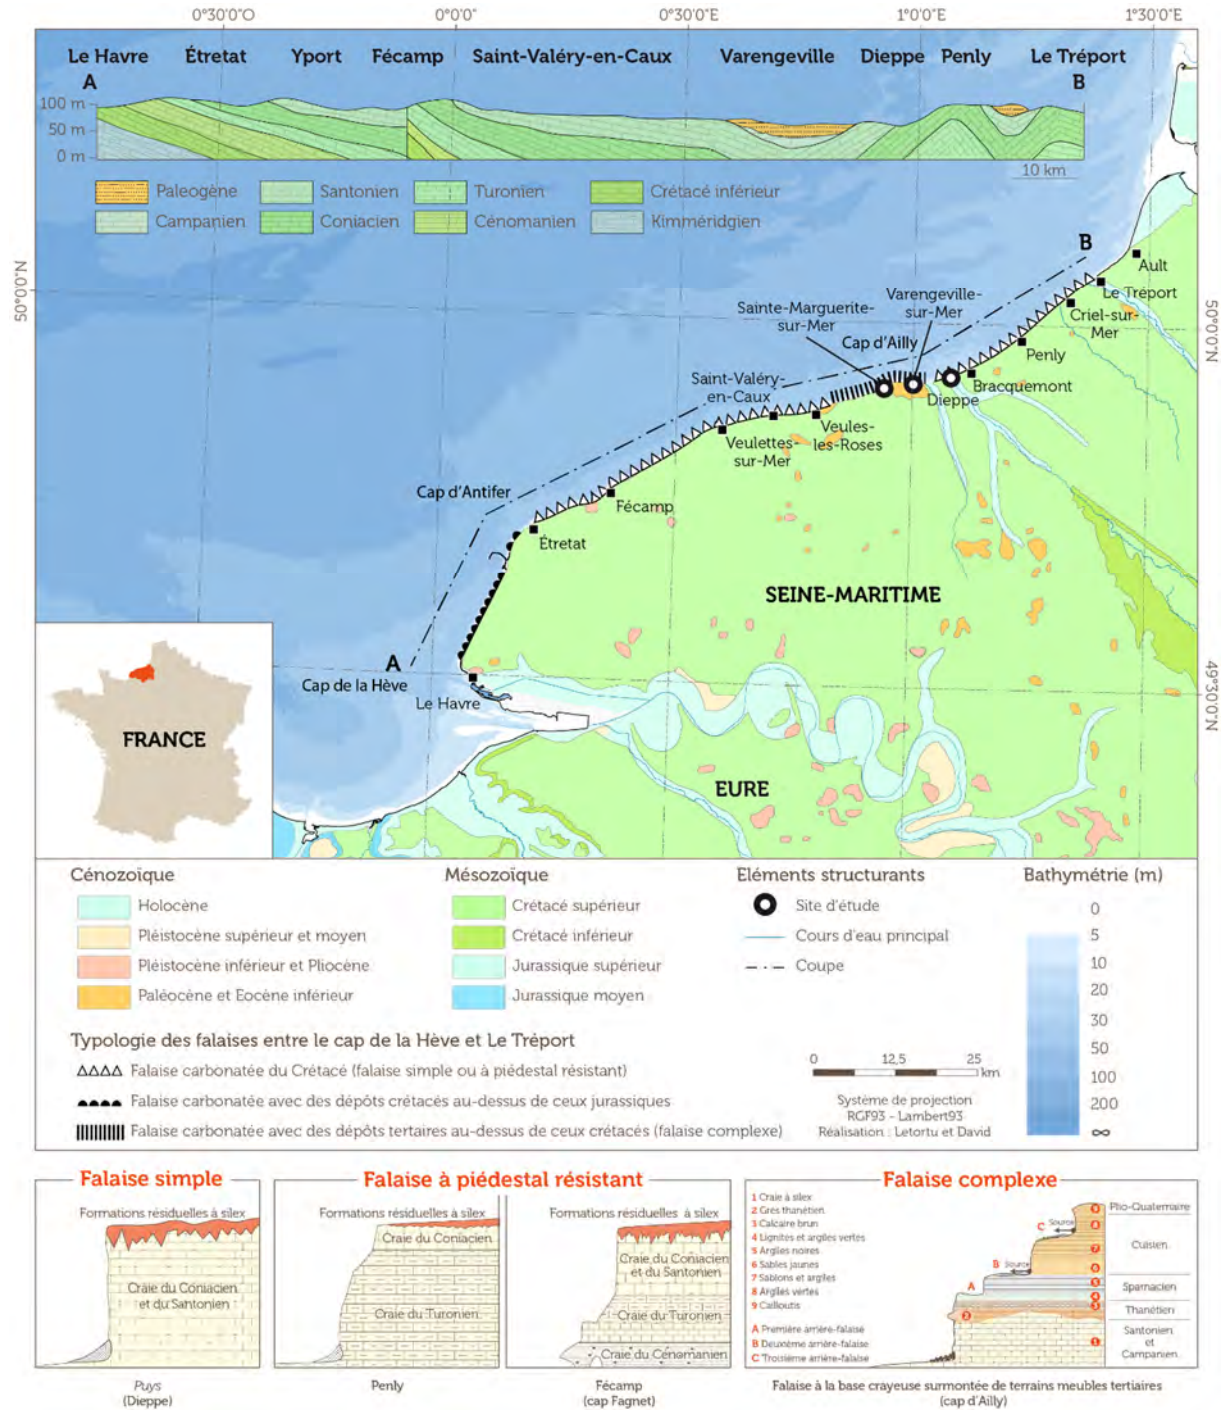 0°30'0"O
0°0'0"
0°30'0"E
1°0'0"E
1°30'0"E
Le Havre
Étretat
Yport
Fécamp
Saint-Valéry-en-Caux
Varengeville
Dieppe
Penly
Le Tréport
A
B
100 m
50 m
0 m
10 km
Paleogène
Santonien
Turonien
Crétacé inférieur
Campanien
Coniacien
Cénomanien
Kimméridgien
50°0'0"N
50°0'0"N
49°30'0"N
B
Ault
Le Tréport
Criel-sur-
Mer
Penly
Bracquemont
Dieppe
Varengeville-
sur-Mer
Sainte-Marguerite-
sur-Mer
Cap d'Ailly
Saint-Valéry-
en-Caux
Veules-
les-Roses
Veulettes-
sur-Mer
Cap d'Antifer
Fécamp
Étretat
SEINE-MARITIME
A
Cap de la Hève
Le Havre
EURE
FRANCE
Cénozoïque
Holocène
Pléistocène supérieur et moyen
Pléistocène inférieur et Pliocène
Paléocène et Eocène inférieur
Mésozoïque
Crétacé supérieur
Crétacé inférieur
Jurassique supérieur
Jurassique moyen
Eléments structurants
Site d'étude
Cours d'eau principal
Coupe
Bathymétrie (m)
0
5
10
20
30
50
100
200
∞
Typologie des falaises entre le cap de la Hève et Le Tréport
Falaise carbonatée du Crétacé (falaise simple ou à piédestal résistant)
Falaise carbonatée avec des dépôts crétacés au-dessus de ceux jurassiques
Falaise carbonatée avec des dépôts tertaires au-dessus de ceux crétacés (falaise complexe)
0 12,5 25
km
Système de projection
RGF93 - Lambert93
Réalisation : Letortu et David
Falaise simple
Formations résiduelles à silex
Craie du Coniacien
et du Santonien
Puys
(Dieppe)
Falaise à piédestal résistant
Formations résiduelles à silex
Craie du Coniacien
Craie du Turonien
Penly
Formations résiduelles à silex
Craie du Coniacien
et du Santonien
Craie du Turonien
Craie du Cénomanien
Fécamp
(cap Fagnet)
Falaise complexe
1 Craie à silex
2 Gres thanétien
3 Calcaire brun
4 Lignites et argiles vertes
5 Argiles noires
6 Sables jaunes
7 Sablons et argiles
8 Argiles vertes
9 Cailloutis
A Première arrière-falaise
B Deuxième arrière-falaise
C Troisième arrière-falaise
C
Source
B
Source
A
9
8
7
6
5
4
3
2
1
Plio-Quaternaire
Cuisien
Sparnacien
Thanétien
Santonien
et
Campanien
Falaise à la base crayeuse surmontée de terrains meubles tertiaires
(cap d'Ailly)